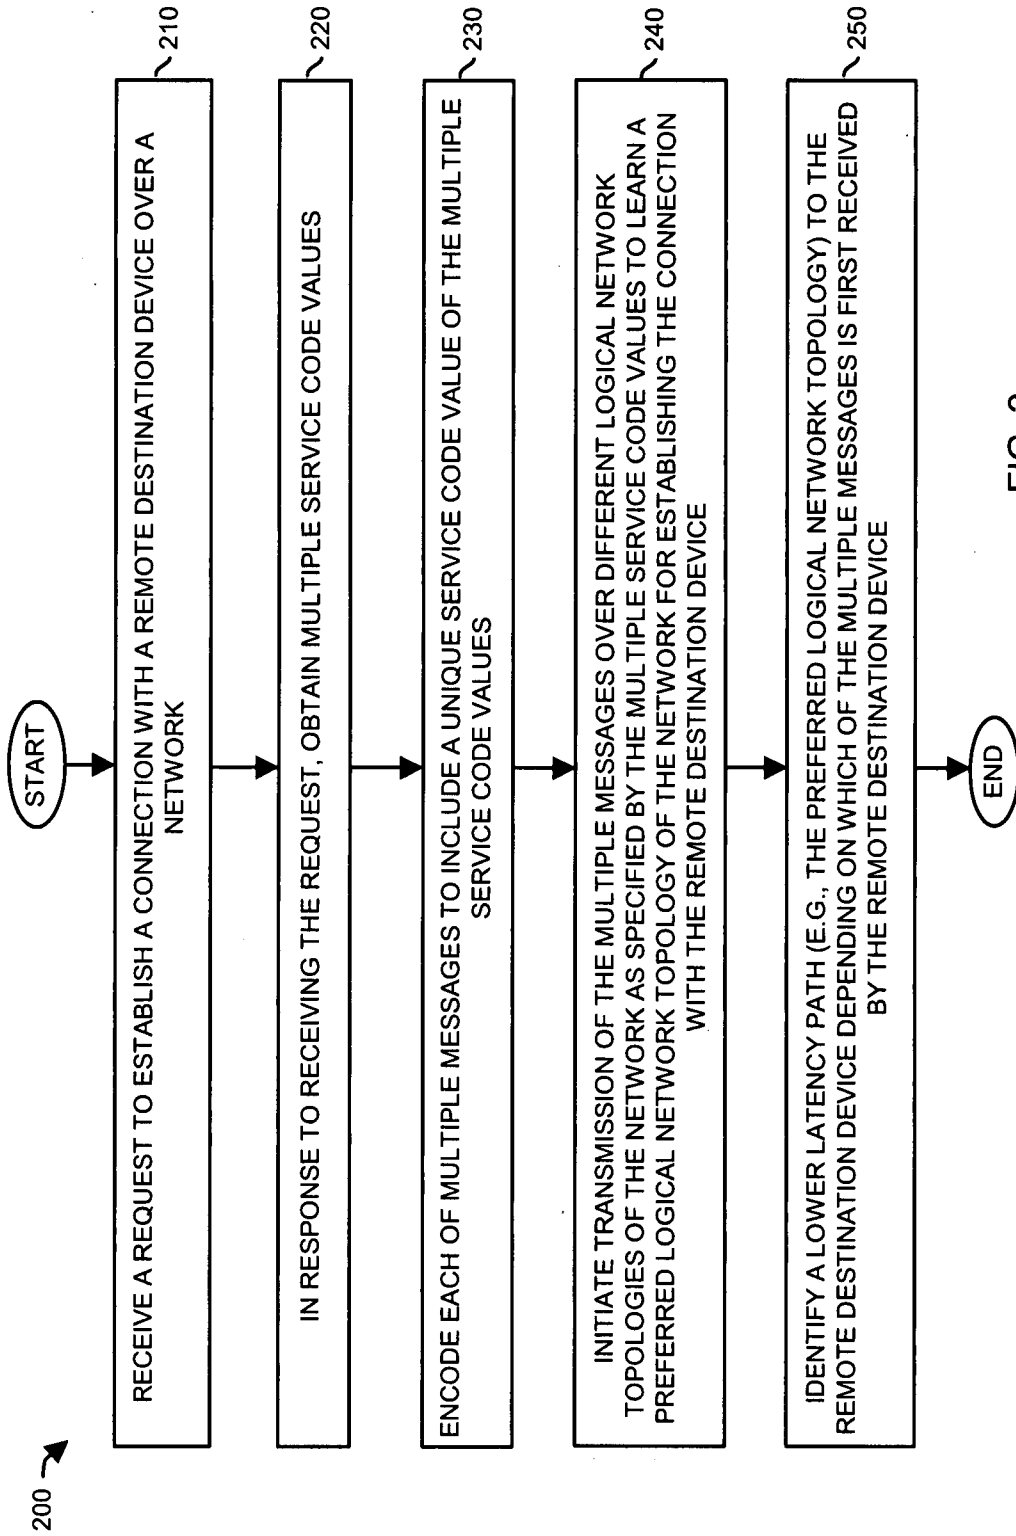 200
START
RECEIVE A REQUEST TO ESTABLISH A CONNECTION WITH A REMOTE DESTINATION DEVICE OVER A
NETWORK
210
IN RESPONSE TO RECEIVING THE REQUEST, OBTAIN MULTIPLE SERVICE CODE VALUES
220
ENCODE EACH OF MULTIPLE MESSAGES TO INCLUDE A UNIQUE SERVICE CODE VALUE OF THE MULTIPLE
SERVICE CODE VALUES
230
INITIATE TRANSMISSION OF THE MULTIPLE MESSAGES OVER DIFFERENT LOGICAL NETWORK
TOPOLOGIES OF THE NETWORK AS SPECIFIED BY THE MULTIPLE SERVICE CODE VALUES TO LEARN A
PREFERRED LOGICAL NETWORK TOPOLOGY OF THE NETWORK FOR ESTABLISHING THE CONNECTION
WITH THE REMOTE DESTINATION DEVICE
240
IDENTIFY A LOWER LATENCY PATH (E.G., THE PREFERRED LOGICAL NETWORK TOPOLOGY) TO THE
REMOTE DESTINATION DEVICE DEPENDING ON WHICH OF THE MULTIPLE MESSAGES IS FIRST RECEIVED
BY THE REMOTE DESTINATION DEVICE
250
END
FIG.